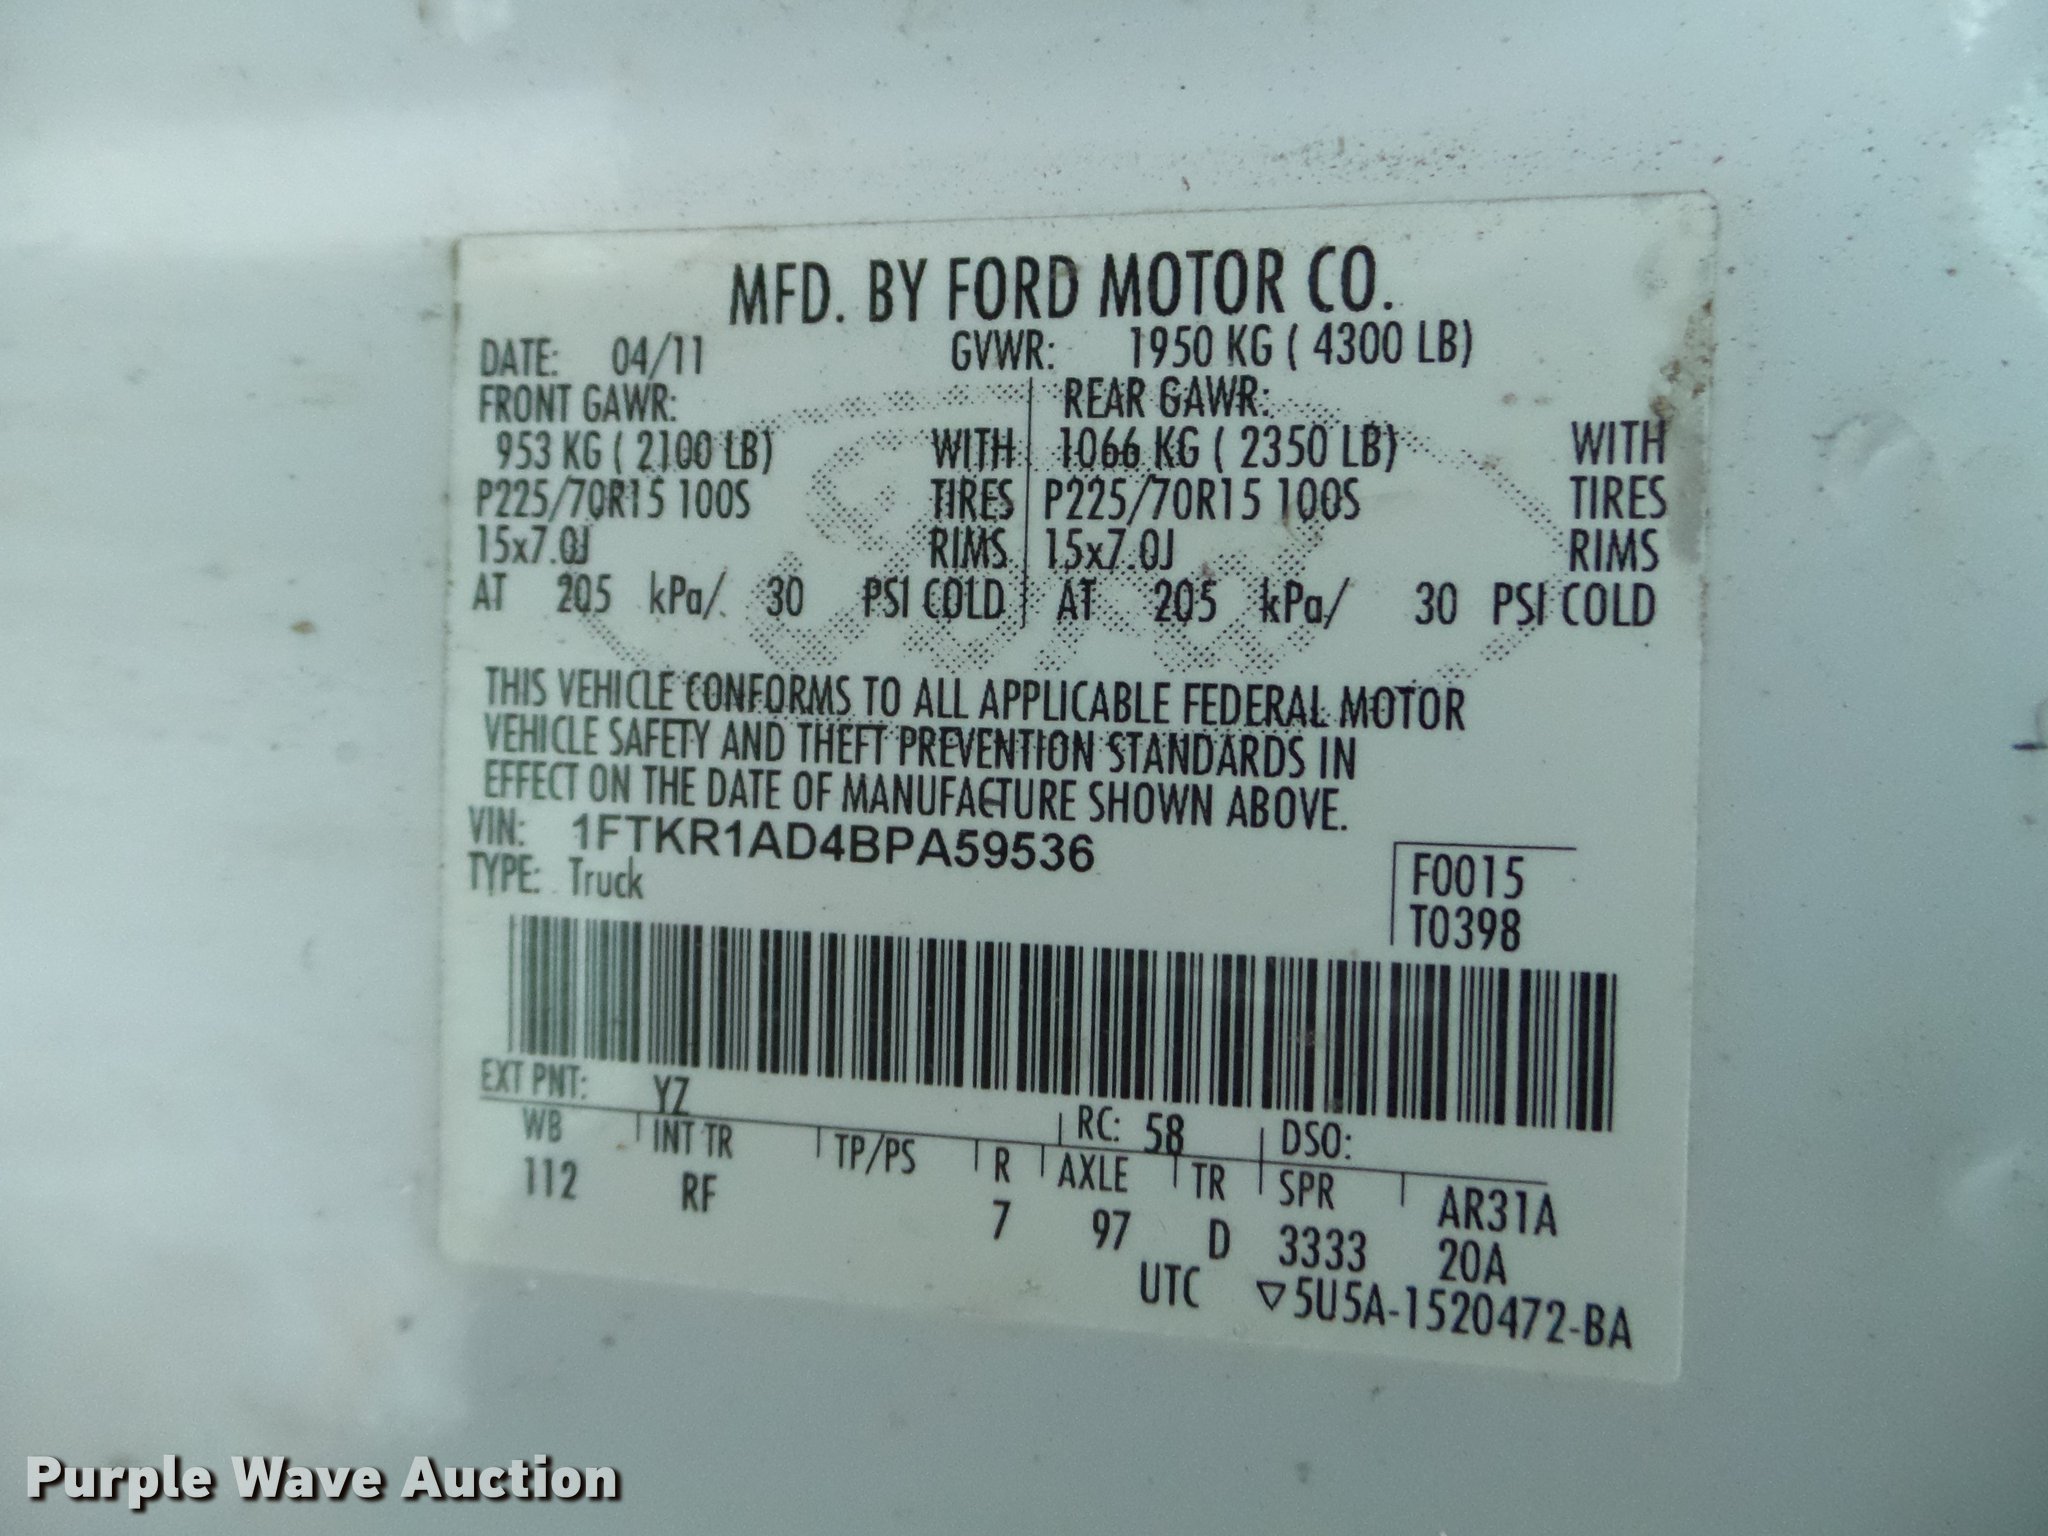 MFD. BY FORD MOTOR CO.
DATE: 04/11 GVWR: 1950 KG ( 4300 LB)
FRONT GAWR: REAR GAWR:
953 KG ( 2100 LB) WITH 1066 KG ( 2350 LB) WITH
P225/70R15 100S TIRES P225/70R15 100S TIRES
15x7.0J RIMS 15x7.0J RIMS
AT 205 kPa/ 30 PSI COLD AT 205 kPa/ 30 PSI COLD
THIS VEHICLE CONFORMS TO ALL APPLICABLE FEDERAL MOTOR
VEHICLE SAFETY AND THEFT PREVENTION STANDARDS IN
EFFECT ON THE DATE OF MANUFACTURE SHOWN ABOVE.
VIN: 1FTKR1AD4BPA59536
TYPE: Truck
F0015
T0398
EXT PNT: YZ RC: 58 DSO:
WB INT TR TP/PS R AXLE TR SPR AR31A
112 RF 7 97 D 3333 20A
UTC ▽5U5A-1520472-BA
Purple Wave Auction